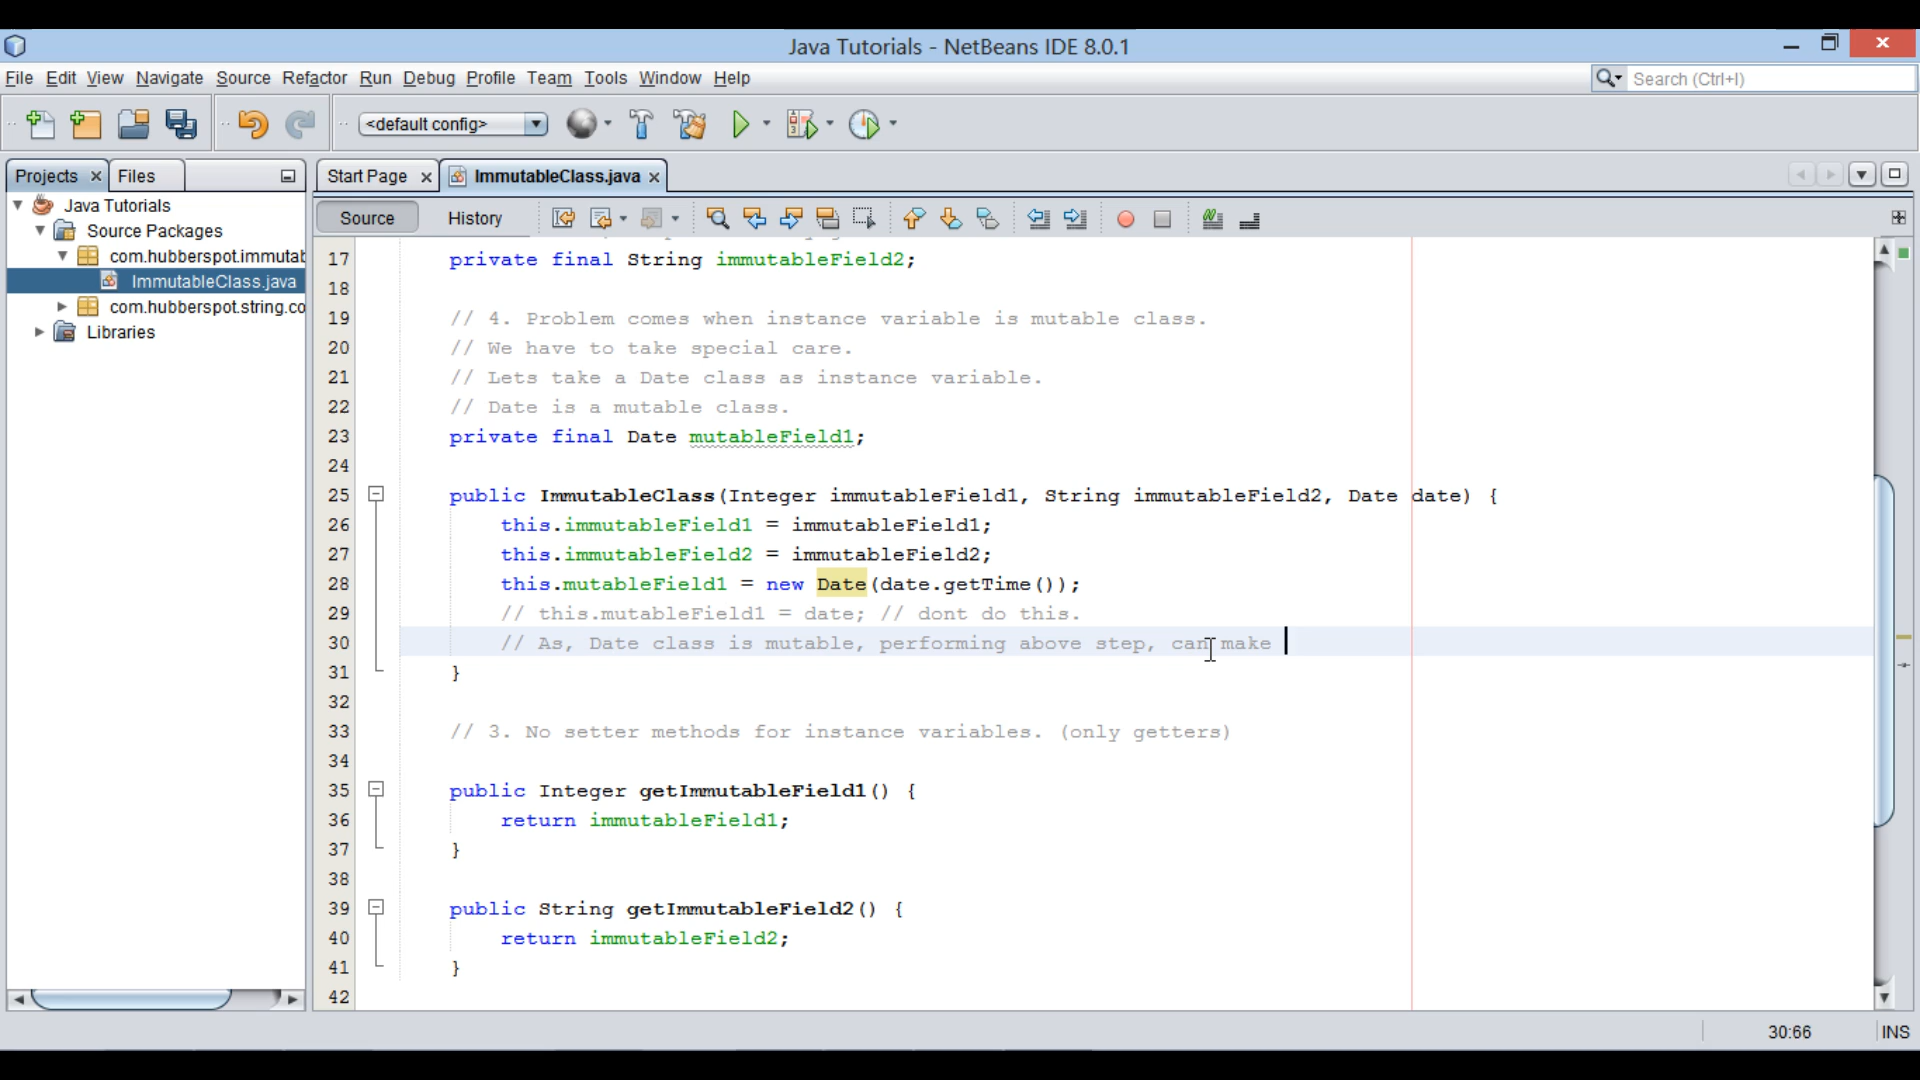 Java Tutorials - NetBeans IDE 8.0.1
File Edit View Navigate Source Refactor Run Debug Profile Team Tools Window Help
Search (Ctrl+I)
<default config>
Projects Files
Start Page ImmutableClass.java
Java Tutorials
Source Packages
com.hubberspot.immutab
ImmutableClass.java
com.hubberspot.string.co
Libraries
Source History
17 private final String immutableField2;
18
19 // 4. Problem comes when instance variable is mutable class.
20 // We have to take special care.
21 // Lets take a Date class as instance variable.
22 // Date is a mutable class.
23 private final Date mutableField1;
24
25 public ImmutableClass(Integer immutableField1, String immutableField2, Date date) {
26 this.immutableField1 = immutableField1;
27 this.immutableField2 = immutableField2;
28 this.mutableField1 = new Date(date.getTime());
29 // this.mutableField1 = date; // dont do this.
30 // As, Date class is mutable, performing above step, can make
31 }
32
33 // 3. No setter methods for instance variables. (only getters)
34
35 public Integer getImmutableField1() {
36 return immutableField1;
37 }
38
39 public String getImmutableField2() {
40 return immutableField2;
41 }
42
30:66 INS